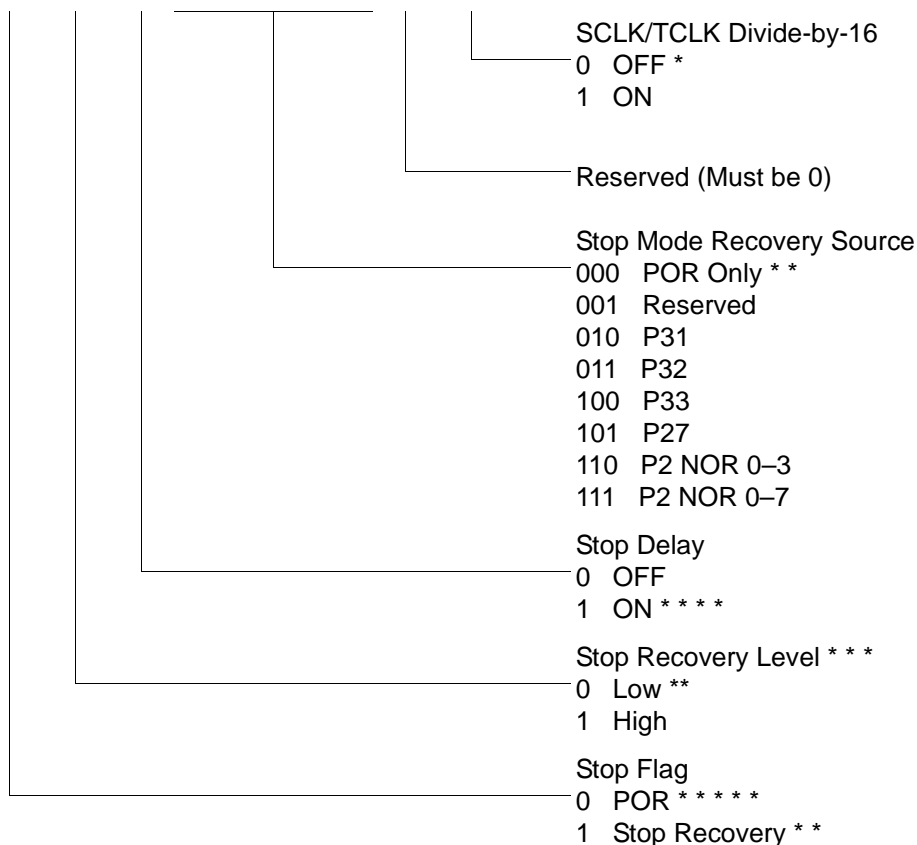 SCLK/TCLK Divide-by-16
0 OFF *
1 ON
Reserved (Must be 0)
Stop Mode Recovery Source
000 POR Only * *
001 Reserved
010 P31
011 P32
100 P33
101 P27
110 P2 NOR 0–3
111 P2 NOR 0–7
Stop Delay
0 OFF
1 ON * * * *
Stop Recovery Level * * *
0 Low **
1 High
Stop Flag
0 POR * * * * *
1 Stop Recovery * *